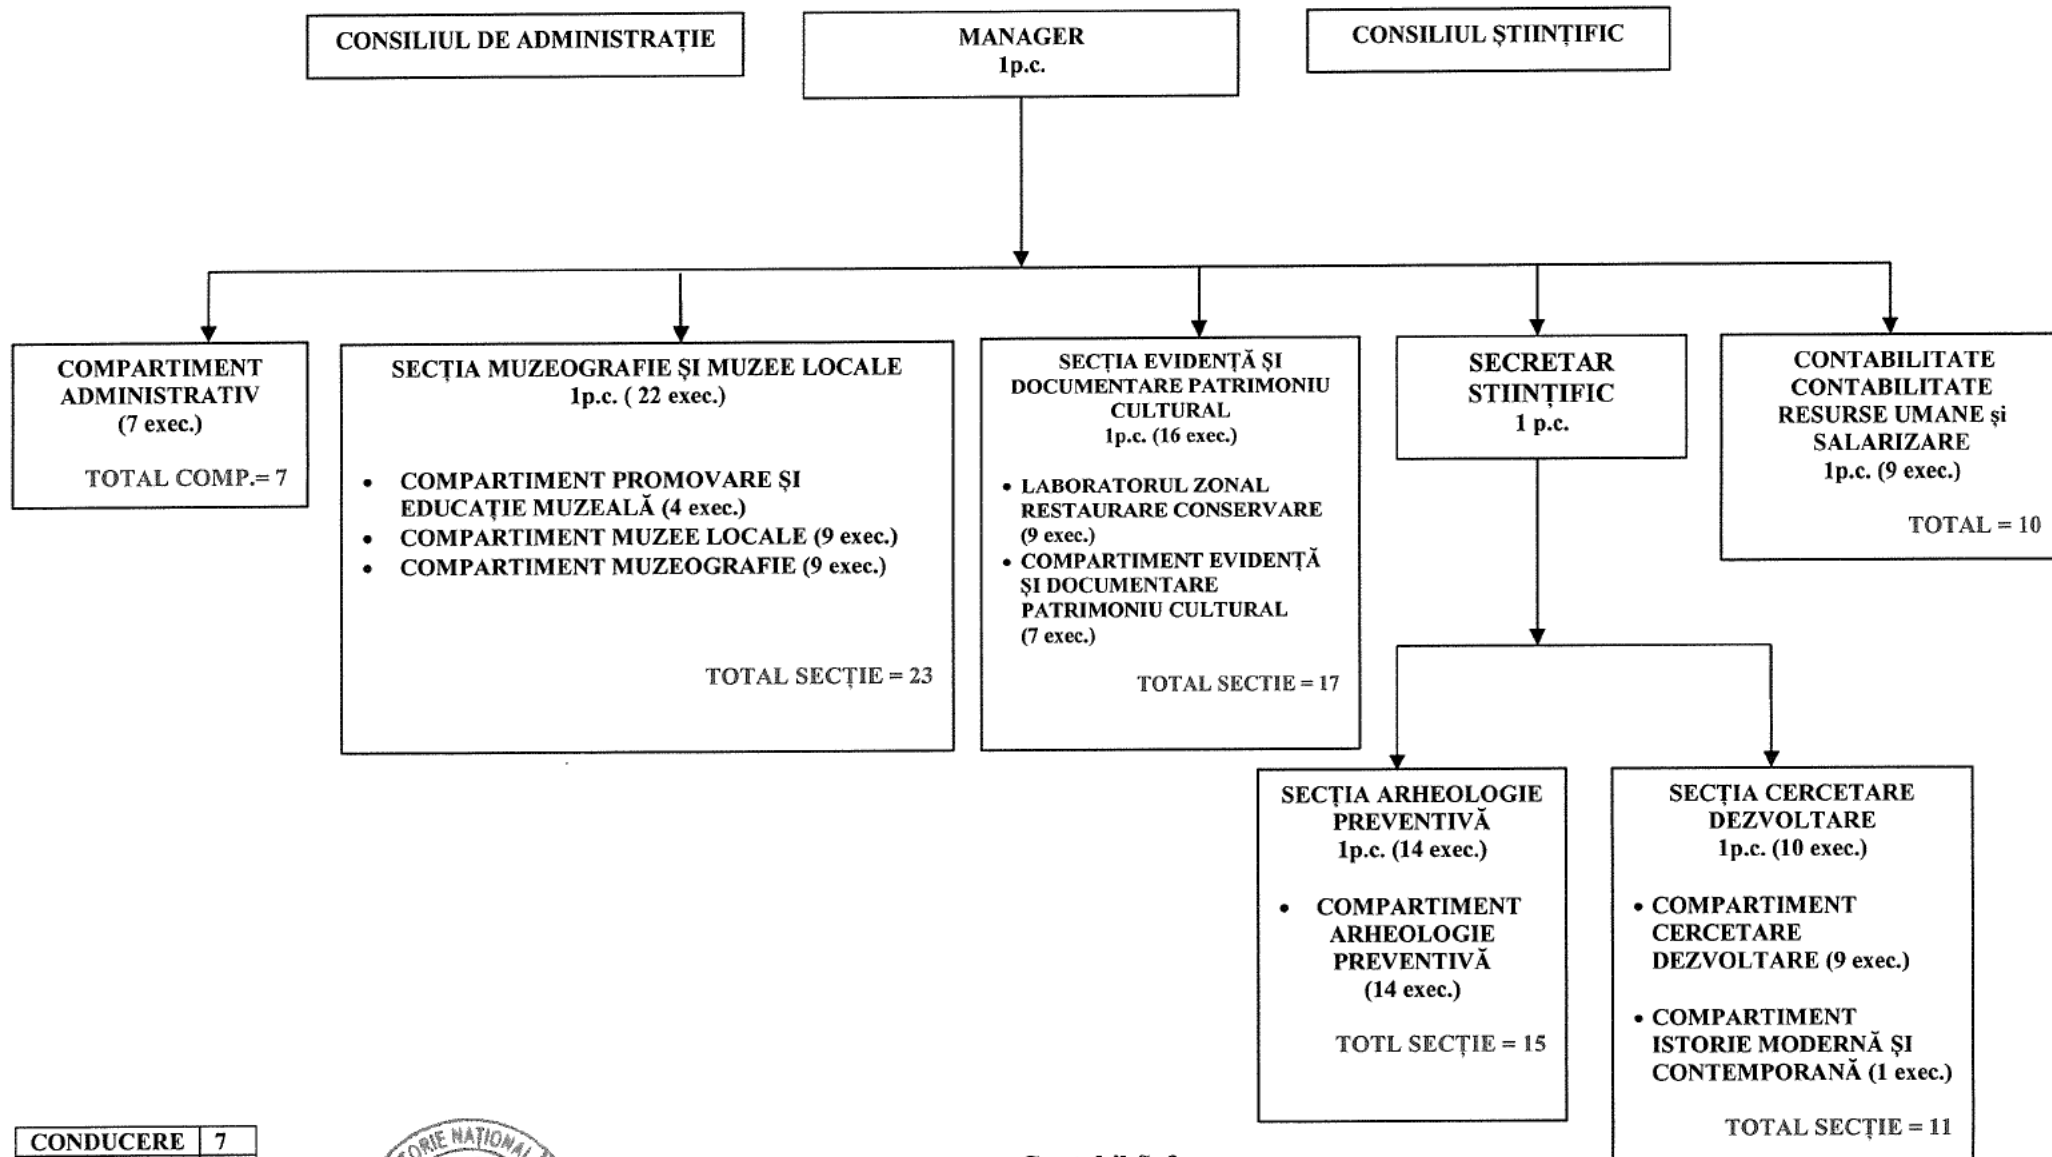 CONSILIUL DE ADMINISTRAȚIE
MANAGER
1p.c.
CONSILIUL ȘTIINȚIFIC
COMPARTIMENT
ADMINISTRATIV
(7 exec.)
TOTAL COMP.= 7
SECȚIA MUZEOGRAFIE ȘI MUZEE LOCALE
1p.c. ( 22 exec.)
• COMPARTIMENT PROMOVARE ȘI
EDUCAȚIE MUZEALĂ (4 exec.)
• COMPARTIMENT MUZEE LOCALE (9 exec.)
• COMPARTIMENT MUZEOGRAFIE (9 exec.)
TOTAL SECȚIE = 23
SECȚIA EVIDENȚĂ ȘI
DOCUMENTARE PATRIMONIU
CULTURAL
1p.c. (16 exec.)
• LABORATORUL ZONAL
RESTAURARE CONSERVARE
(9 exec.)
• COMPARTIMENT EVIDENȚĂ
ȘI DOCUMENTARE
PATRIMONIU CULTURAL
(7 exec.)
TOTAL SECTIE = 17
SECRETAR
STIINȚIFIC
1 p.c.
CONTABILITATE
CONTABILITATE
RESURSE UMANE și
SALARIZARE
1p.c. (9 exec.)
TOTAL = 10
SECȚIA ARHEOLOGIE
PREVENTIVĂ
1p.c. (14 exec.)
• COMPARTIMENT
ARHEOLOGIE
PREVENTIVĂ
(14 exec.)
TOTL SECȚIE = 15
SECȚIA CERCETARE
DEZVOLTARE
1p.c. (10 exec.)
• COMPARTIMENT
CERCETARE
DEZVOLTARE (9 exec.)
• COMPARTIMENT
ISTORIE MODERNĂ ȘI
CONTEMPORANĂ (1 exec.)
TOTAL SECȚIE = 11
CONDUCERE 7